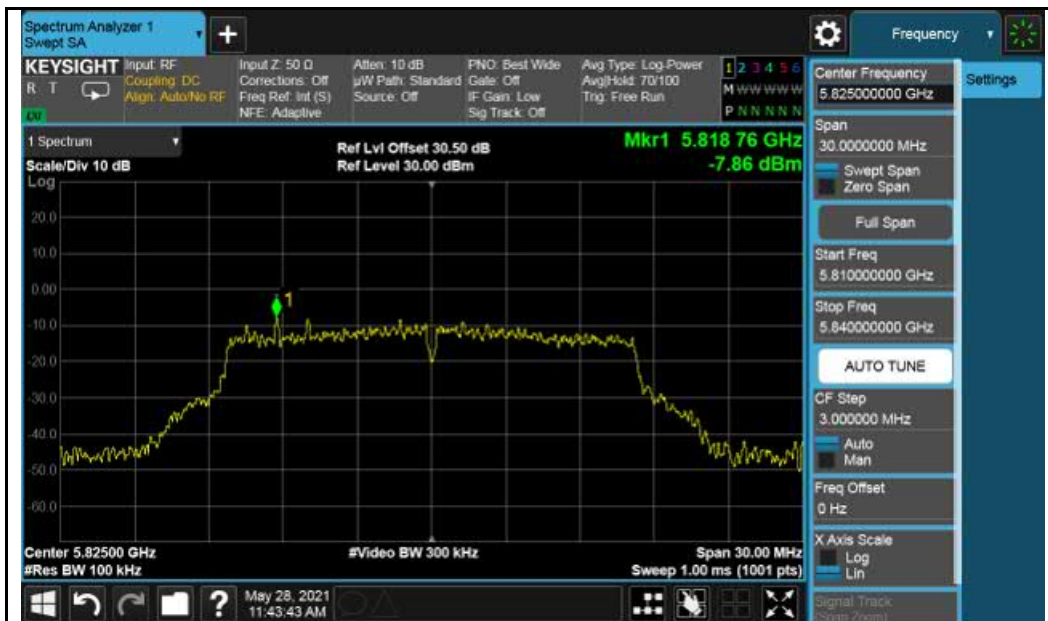 Spectrum Analyzer 1
Swept SA
+
Frequency
KEYSIGHT
R T
Input: RF
Coupling: DC
Align: Auto/No RF
Input Z: 50 Ω
Corrections: Off
Freq Ref: Int (S)
NFE: Adaptive
Atten: 10 dB
µW Path: Standard
Source: Off
PNO: Best Wide
Gate: Off
IF Gain: Low
Sig Track: Off
Avg Type: Log-Power
Avg|Hold: 70/100
Trig: Free Run
1 2 3 4 5 6
M W W W W W
P N N N N N
1 Spectrum
Scale/Div 10 dB
Log
Ref Lvl Offset 30.50 dB
Ref Level 30.00 dBm
Mkr1 5.818 76 GHz
-7.86 dBm
20.0
10.0
0.00
-10.0
-20.0
-30.0
-40.0
-50.0
-60.0
1
Center 5.82500 GHz
#Res BW 100 kHz
#Video BW 300 kHz
Span 30.00 MHz
Sweep 1.00 ms (1001 pts)
?
May 28, 2021
11:43:43 AM
Center Frequency
5.825000000 GHz
Span
30.0000000 MHz
Swept Span
Zero Span
Full Span
Start Freq
5.810000000 GHz
Stop Freq
5.840000000 GHz
AUTO TUNE
CF Step
3.000000 MHz
Auto
Man
Freq Offset
0 Hz
X Axis Scale
Log
Lin
Signal Track
(Span Zoom)
Settings